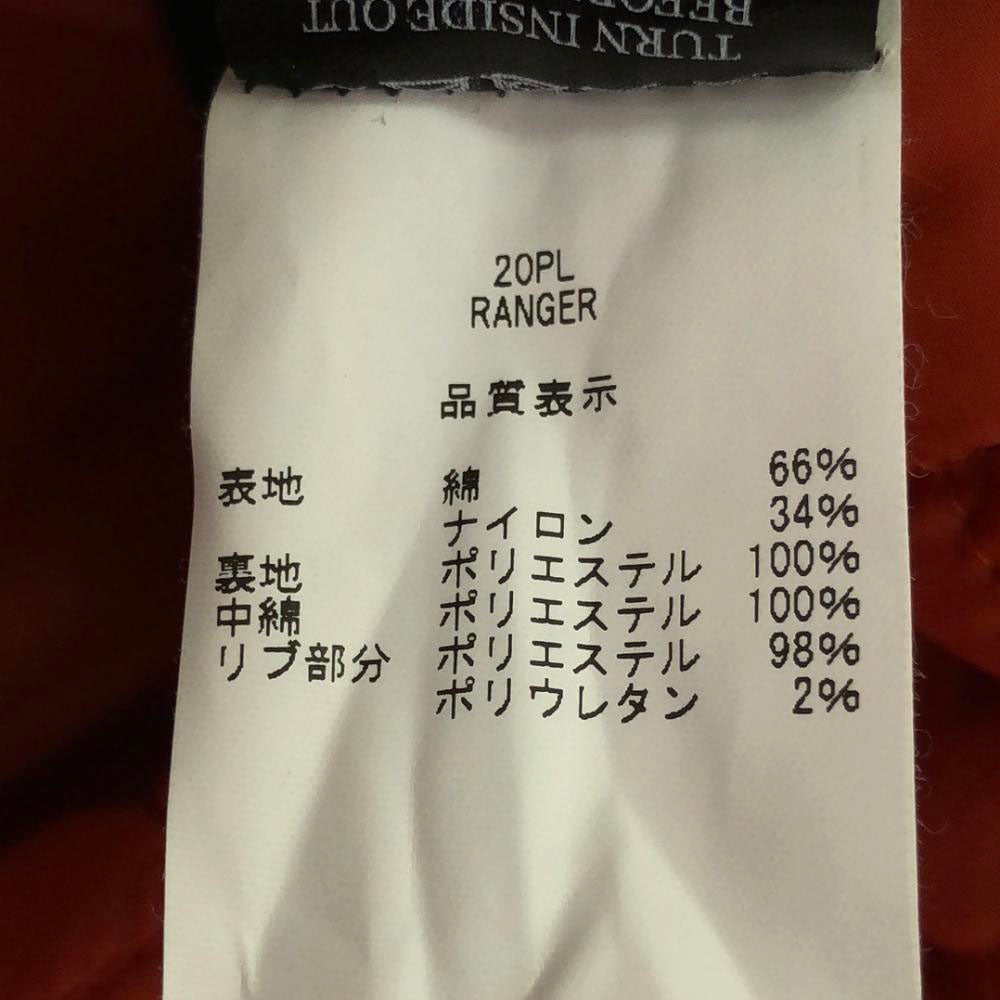 TURN INSIDE OUT
20PL
RANGER
品質表示
表地 綿 66%
ナイロン 34%
裏地 ポリエステル 100%
中綿 ポリエステル 100%
リブ部分 ポリエステル 98%
ポリウレタン 2%